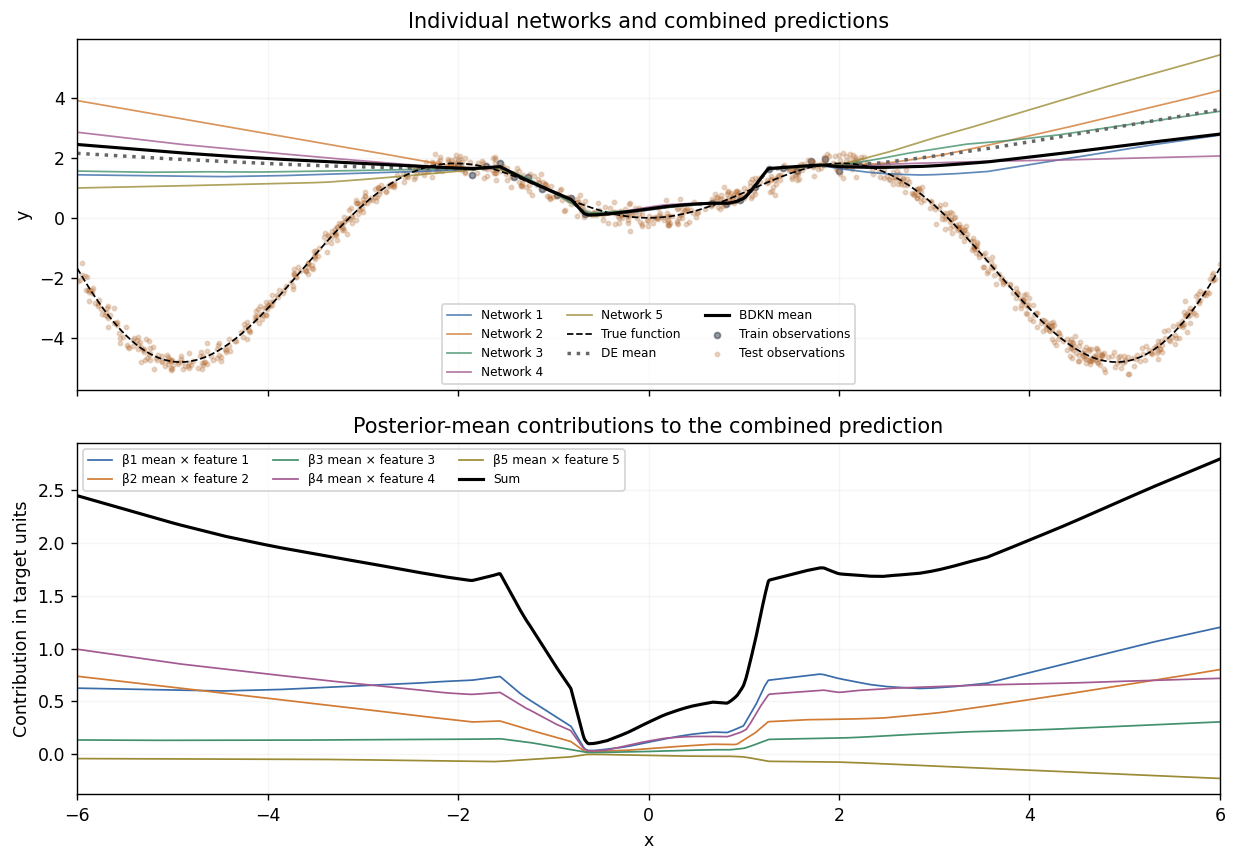 Individual networks and combined predictions
y
4
2
0
−2
−4
Network 1
Network 2
Network 3
Network 4
Network 5
True function
DE mean
BDKN mean
Train observations
Test observations
Posterior-mean contributions to the combined prediction
Contribution in target units
2.5
2.0
1.5
1.0
0.5
0.0
β1 mean × feature 1
β2 mean × feature 2
β3 mean × feature 3
β4 mean × feature 4
β5 mean × feature 5
Sum
−6 −4 −2 0 2 4 6
x